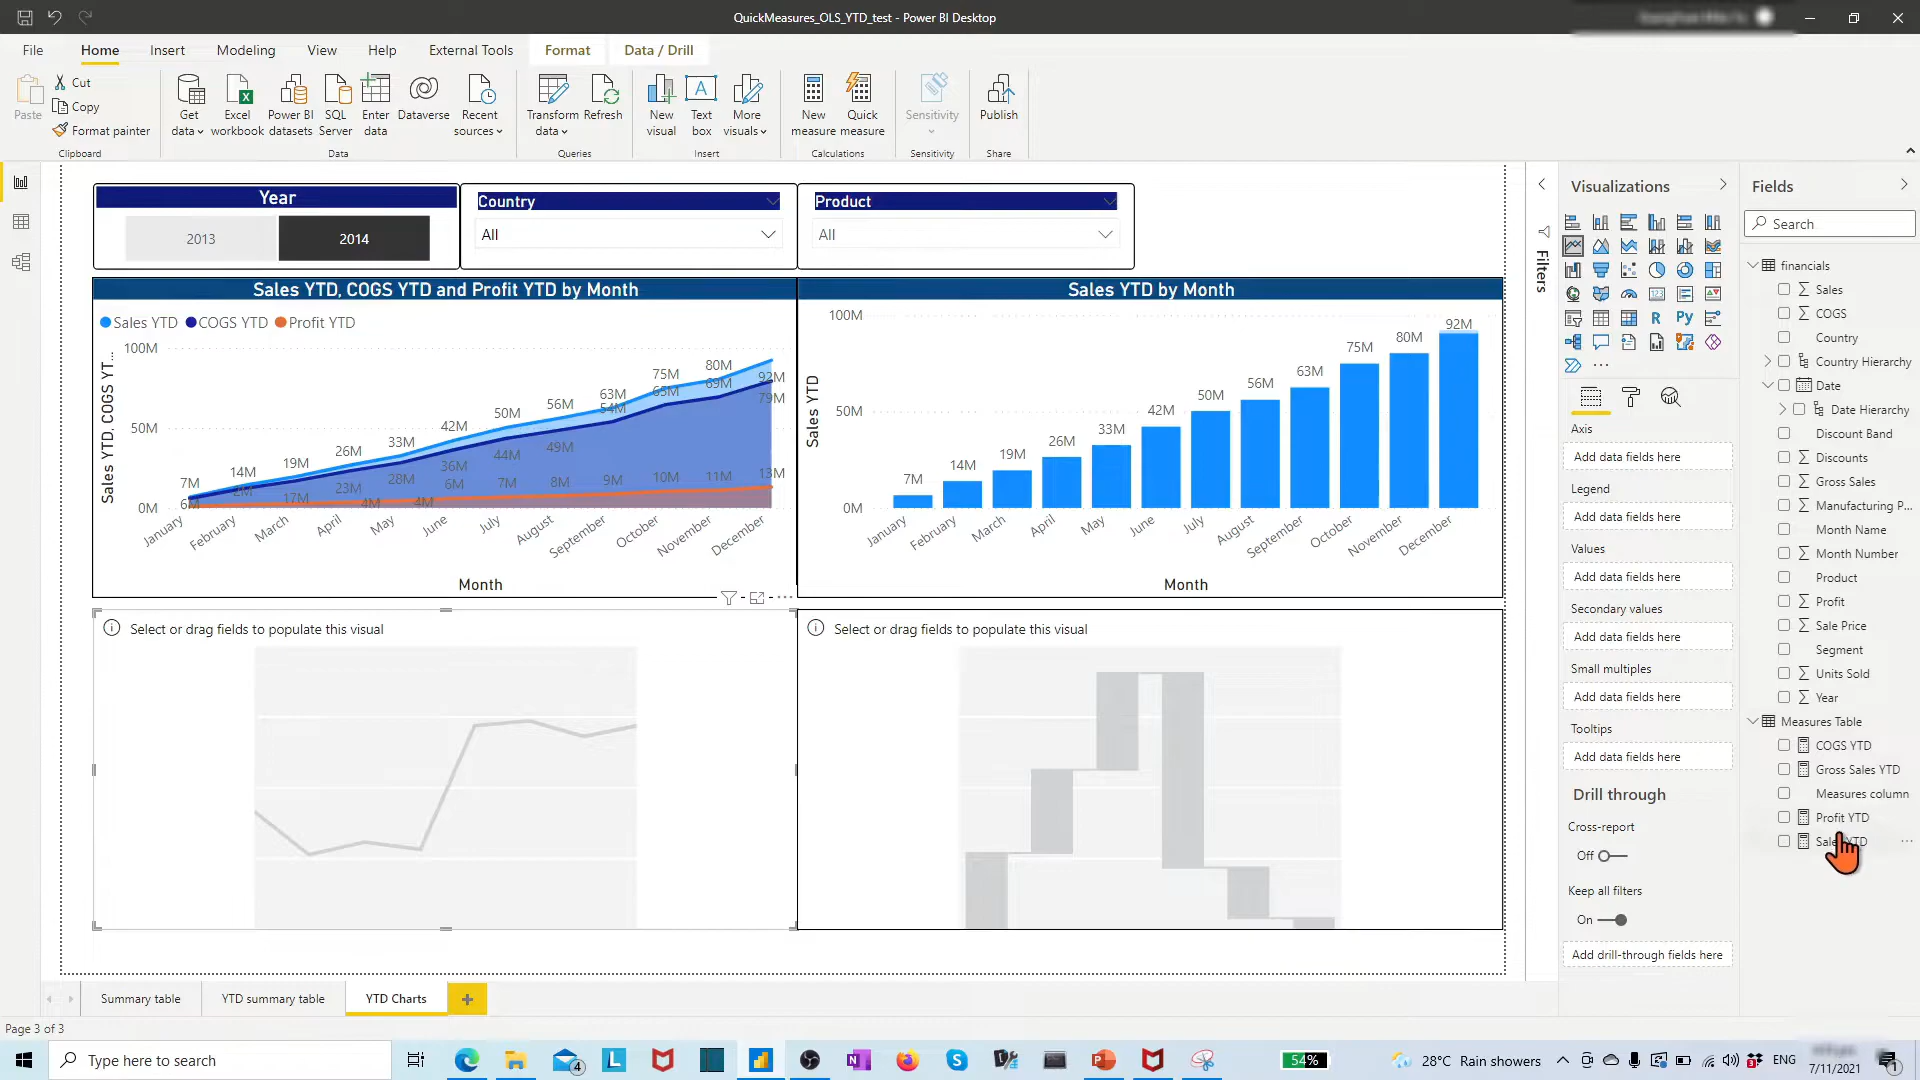 QuickMeasures_OLS_YTD_test - Power BI Desktop
File Home Insert Modeling View Help External Tools Format Data / Drill
Paste
Cut
Copy
Format painter
Clipboard
Get data
Excel workbook
Power BI datasets
SQL Server
Enter data
Dataverse
Recent sources
Data
Transform data
Refresh
Queries
New visual
Text box
More visuals
Insert
New measure
Quick measure
Calculations
Sensitivity
Sensitivity
Publish
Share
Year
2013 2014
Country
All
Product
All
Sales YTD, COGS YTD and Profit YTD by Month
Sales YTD COGS YTD Profit YTD
Sales YTD, COGS YT...
100M
50M
0M
7M 14M 19M 26M 33M 42M 50M 56M 63M 75M 80M 92M
6M 2M 17M 23M 28M 36M 44M 49M 54M 65M 69M 79M
4M 4M 6M 7M 8M 9M 10M 11M 13M
January February March April May June July August September October November December
Month
Sales YTD by Month
Sales YTD
100M
50M
0M
7M 14M 19M 26M 33M 42M 50M 56M 63M 75M 80M 92M
January February March April May June July August September October November December
Month
Select or drag fields to populate this visual
Select or drag fields to populate this visual
Filters
Visualizations
R Py
Axis
Add data fields here
Legend
Add data fields here
Values
Add data fields here
Secondary values
Add data fields here
Small multiples
Add data fields here
Tooltips
Add data fields here
Drill through
Cross-report
Off
Keep all filters
On
Add drill-through fields here
Fields
Search
financials
Sales
COGS
Country
Country Hierarchy
Date
Date Hierarchy
Discount Band
Discounts
Gross Sales
Manufacturing P...
Month Name
Month Number
Product
Profit
Sale Price
Segment
Units Sold
Year
Measures Table
COGS YTD
Gross Sales YTD
Measures column
Profit YTD
Summary table YTD summary table YTD Charts
Page 3 of 3
Type here to search
4
54%
28°C Rain showers
ENG
7/11/2021
1